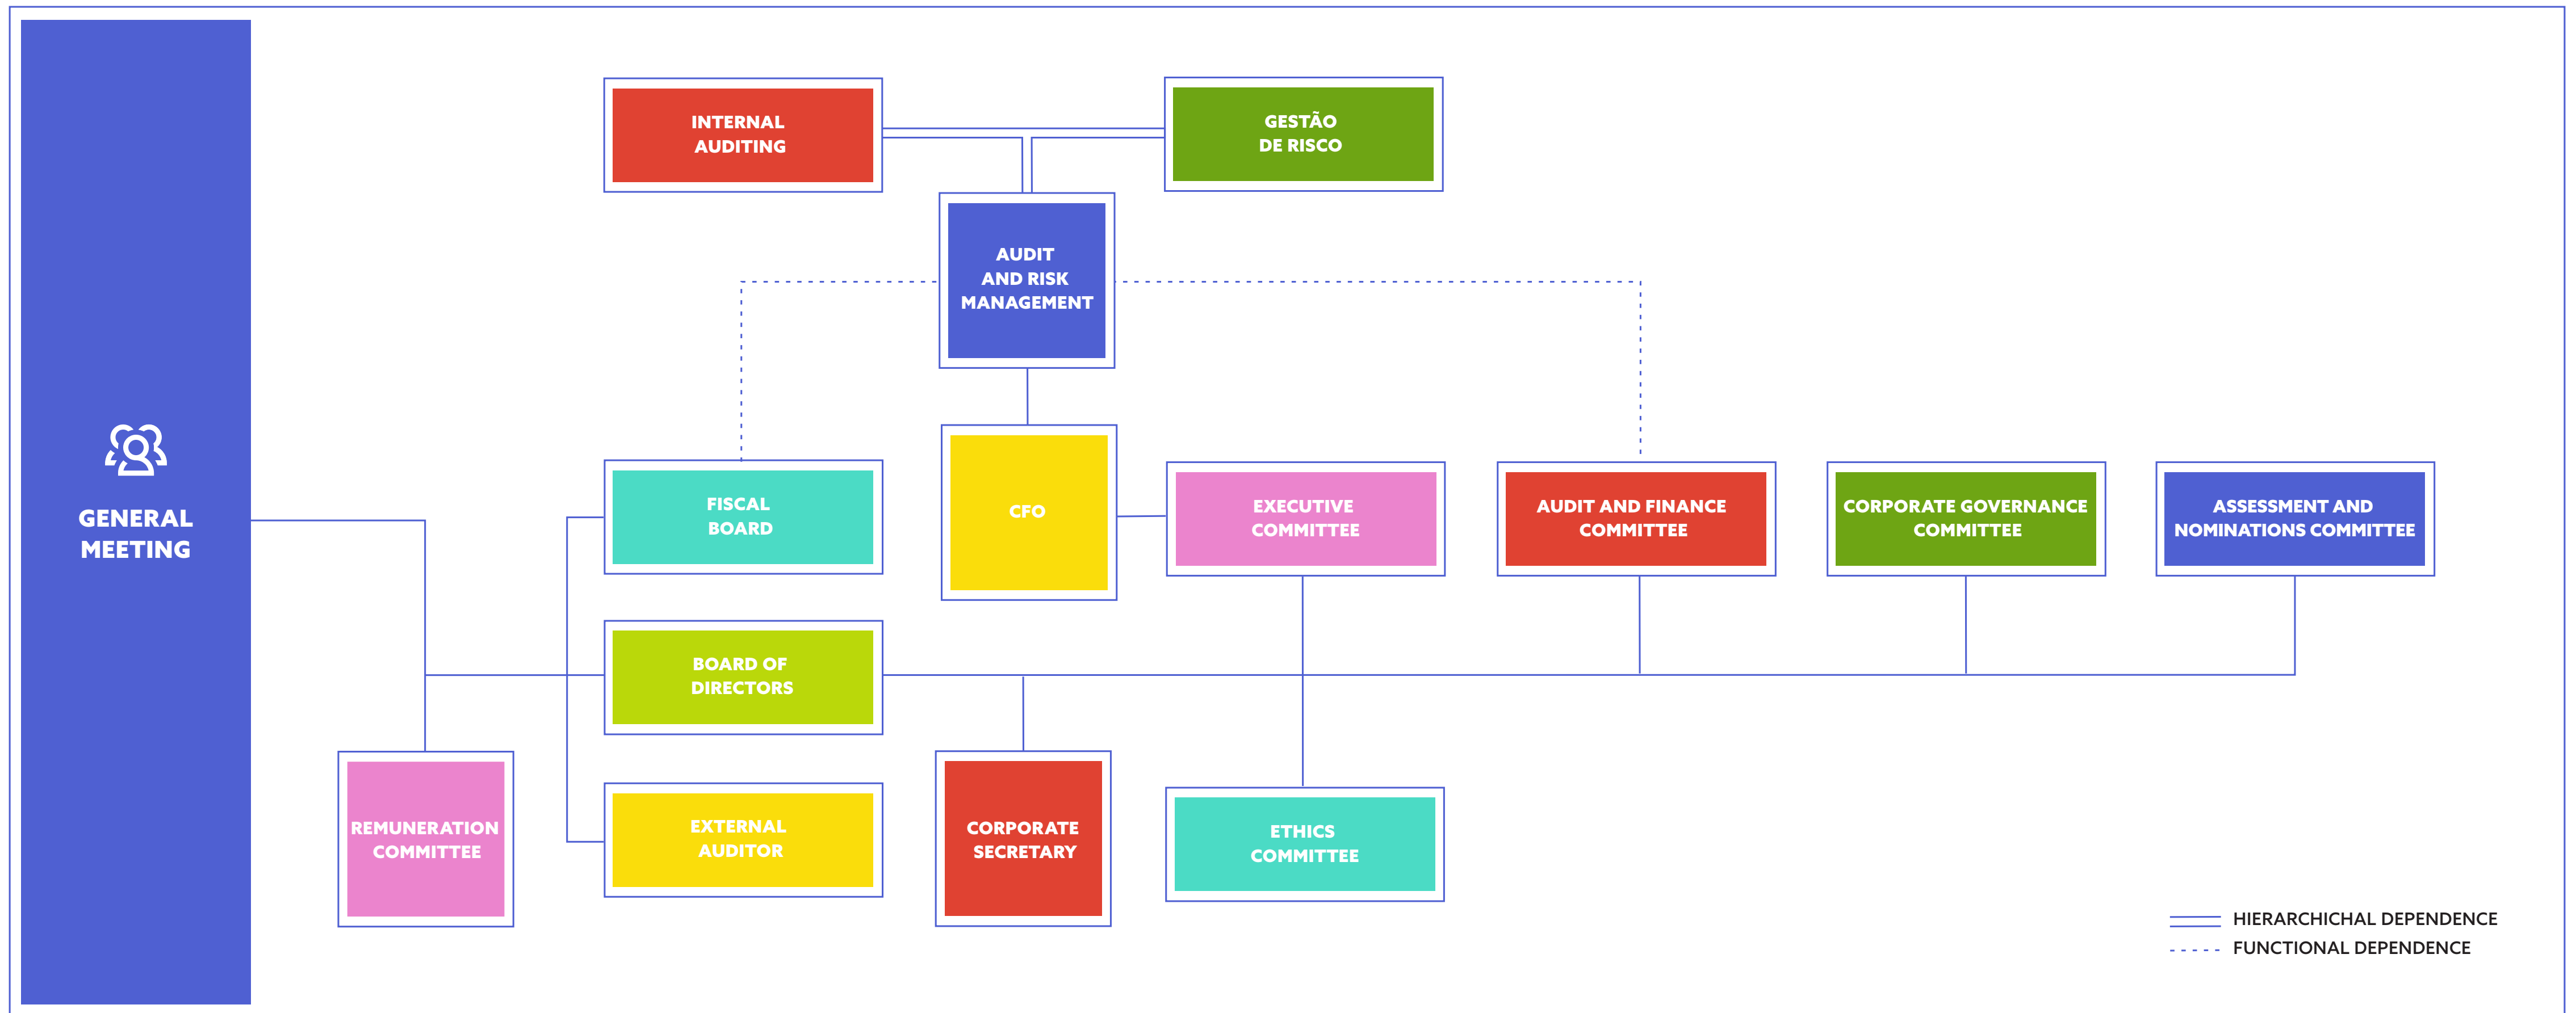 INTERNAL
AUDITING
GESTÃO
DE RISCO
AUDIT
AND RISK
MANAGEMENT
GENERAL
MEETING
FISCAL
BOARD
CFO
EXECUTIVE
COMMITTEE
AUDIT AND FINANCE
COMMITTEE
CORPORATE GOVERNANCE
COMMITTEE
ASSESSMENT AND
NOMINATIONS COMMITTEE
BOARD OF
DIRECTORS
REMUNERATION
COMMITTEE
EXTERNAL
AUDITOR
CORPORATE
SECRETARY
ETHICS
COMMITTEE
HIERARCHICHAL DEPENDENCE
FUNCTIONAL DEPENDENCE